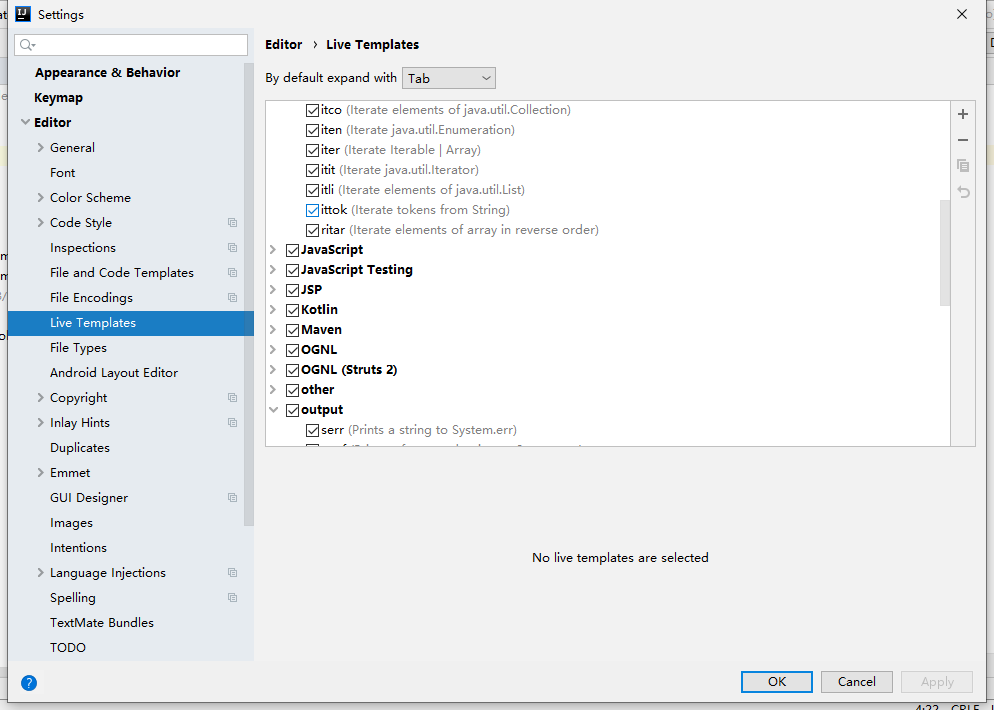 Settings
Editor › Live Templates
Appearance & Behavior
Keymap
Editor
General
Font
Color Scheme
Code Style
Inspections
File and Code Templates
File Encodings
Live Templates
File Types
Android Layout Editor
Copyright
Inlay Hints
Duplicates
Emmet
GUI Designer
Images
Intentions
Language Injections
Spelling
TextMate Bundles
TODO
By default expand with Tab
itco (Iterate elements of java.util.Collection)
iten (Iterate java.util.Enumeration)
iter (Iterate Iterable | Array)
itit (Iterate java.util.Iterator)
itli (Iterate elements of java.util.List)
ittok (Iterate tokens from String)
ritar (Iterate elements of array in reverse order)
JavaScript
JavaScript Testing
JSP
Kotlin
Maven
OGNL
OGNL (Struts 2)
other
output
serr (Prints a string to System.err)
No live templates are selected
?
OK Cancel Apply
4:22 CRLF